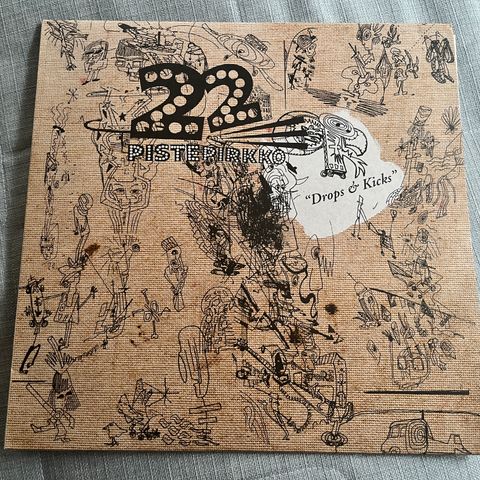 22
PISTEPIRKKO
"Drops & Kicks"